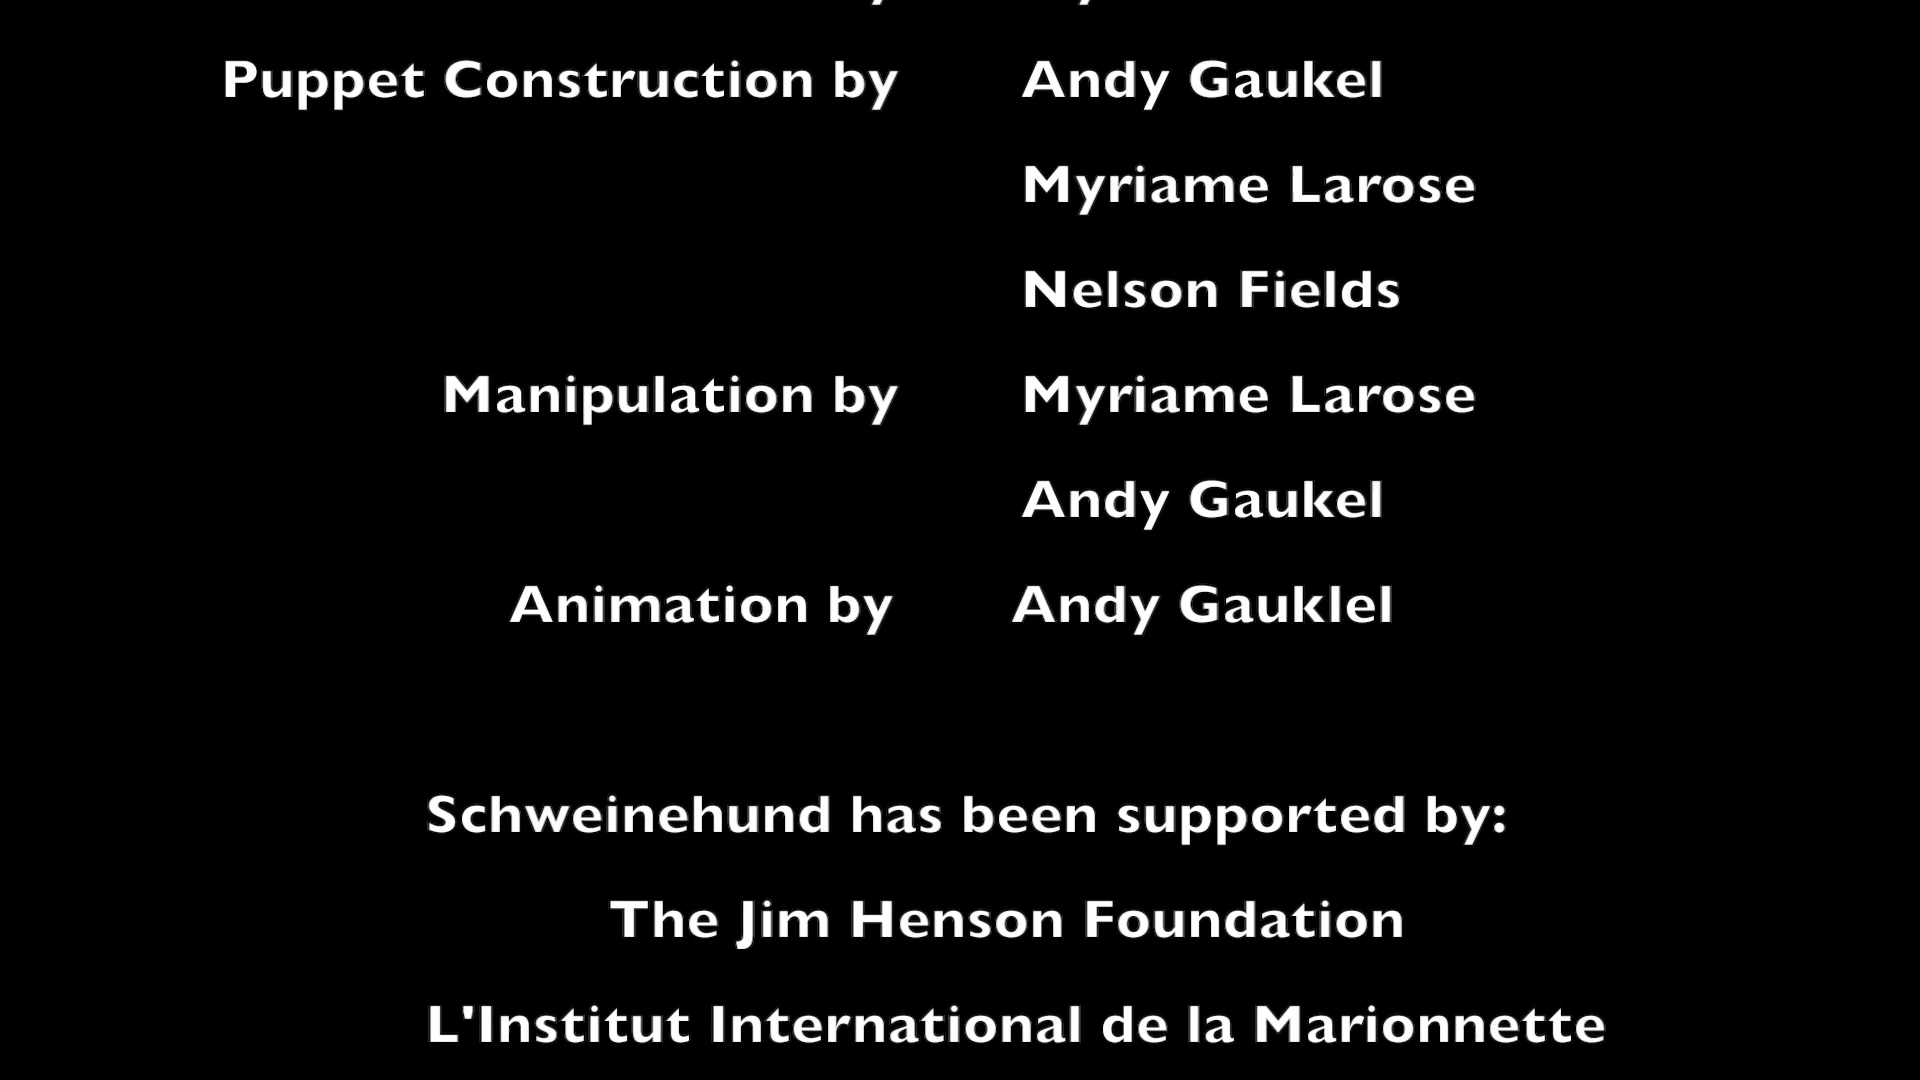 Puppet Construction by Andy Gaukel
Myriame Larose
Nelson Fields
Manipulation by Myriame Larose
Andy Gaukel
Animation by Andy Gauklel
Schweinehund has been supported by:
The Jim Henson Foundation
L'Institut International de la Marionnette